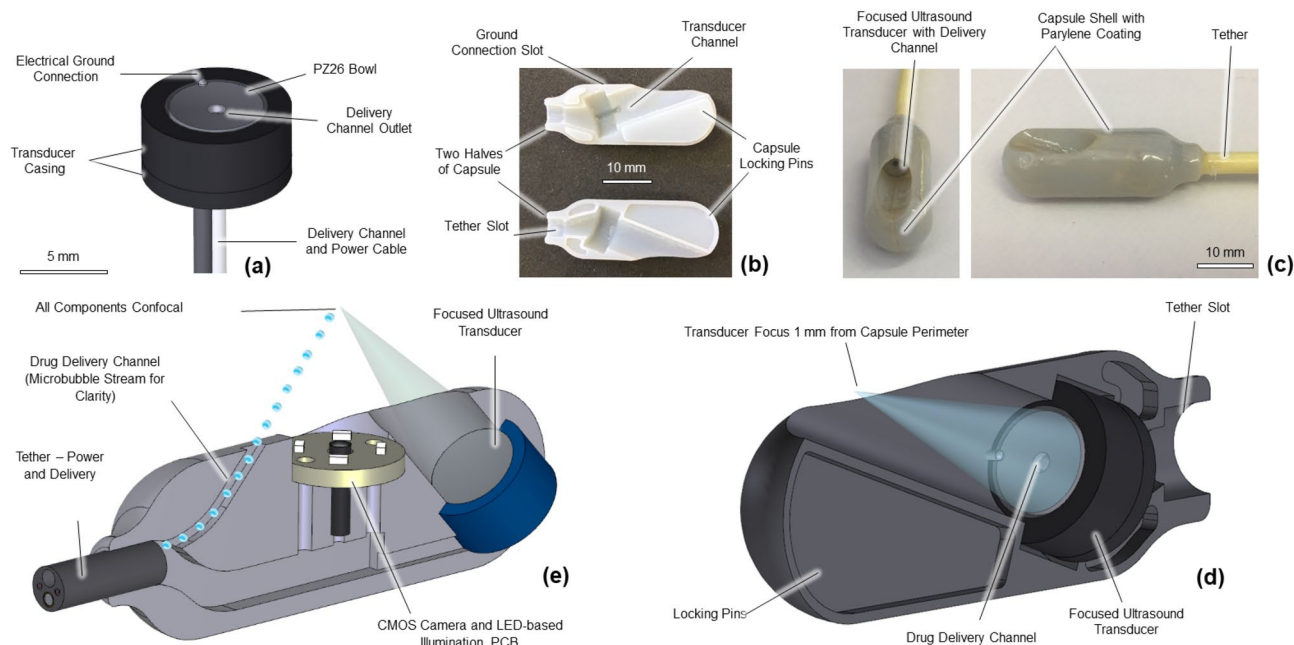 Electrical Ground
Connection
PZ26 Bowl
Delivery
Channel Outlet
Transducer
Casing
Delivery Channel
and Power Cable
5 mm
(a)
Ground
Connection Slot
Transducer
Channel
Two Halves
of Capsule
10 mm
Capsule
Locking Pins
Tether Slot
(b)
Focused Ultrasound
Transducer with Delivery
Channel
Capsule Shell with
Parylene Coating
Tether
10 mm
(c)
All Components Confocal
Focused Ultrasound
Transducer
Drug Delivery Channel
(Microbubble Stream for
Clarity)
Tether – Power
and Delivery
(e)
CMOS Camera and LED-based
Illumination PCB
Tether Slot
Transducer Focus 1 mm from Capsule Perimeter
(d)
Locking Pins
Drug Delivery Channel
Focused Ultrasound
Transducer